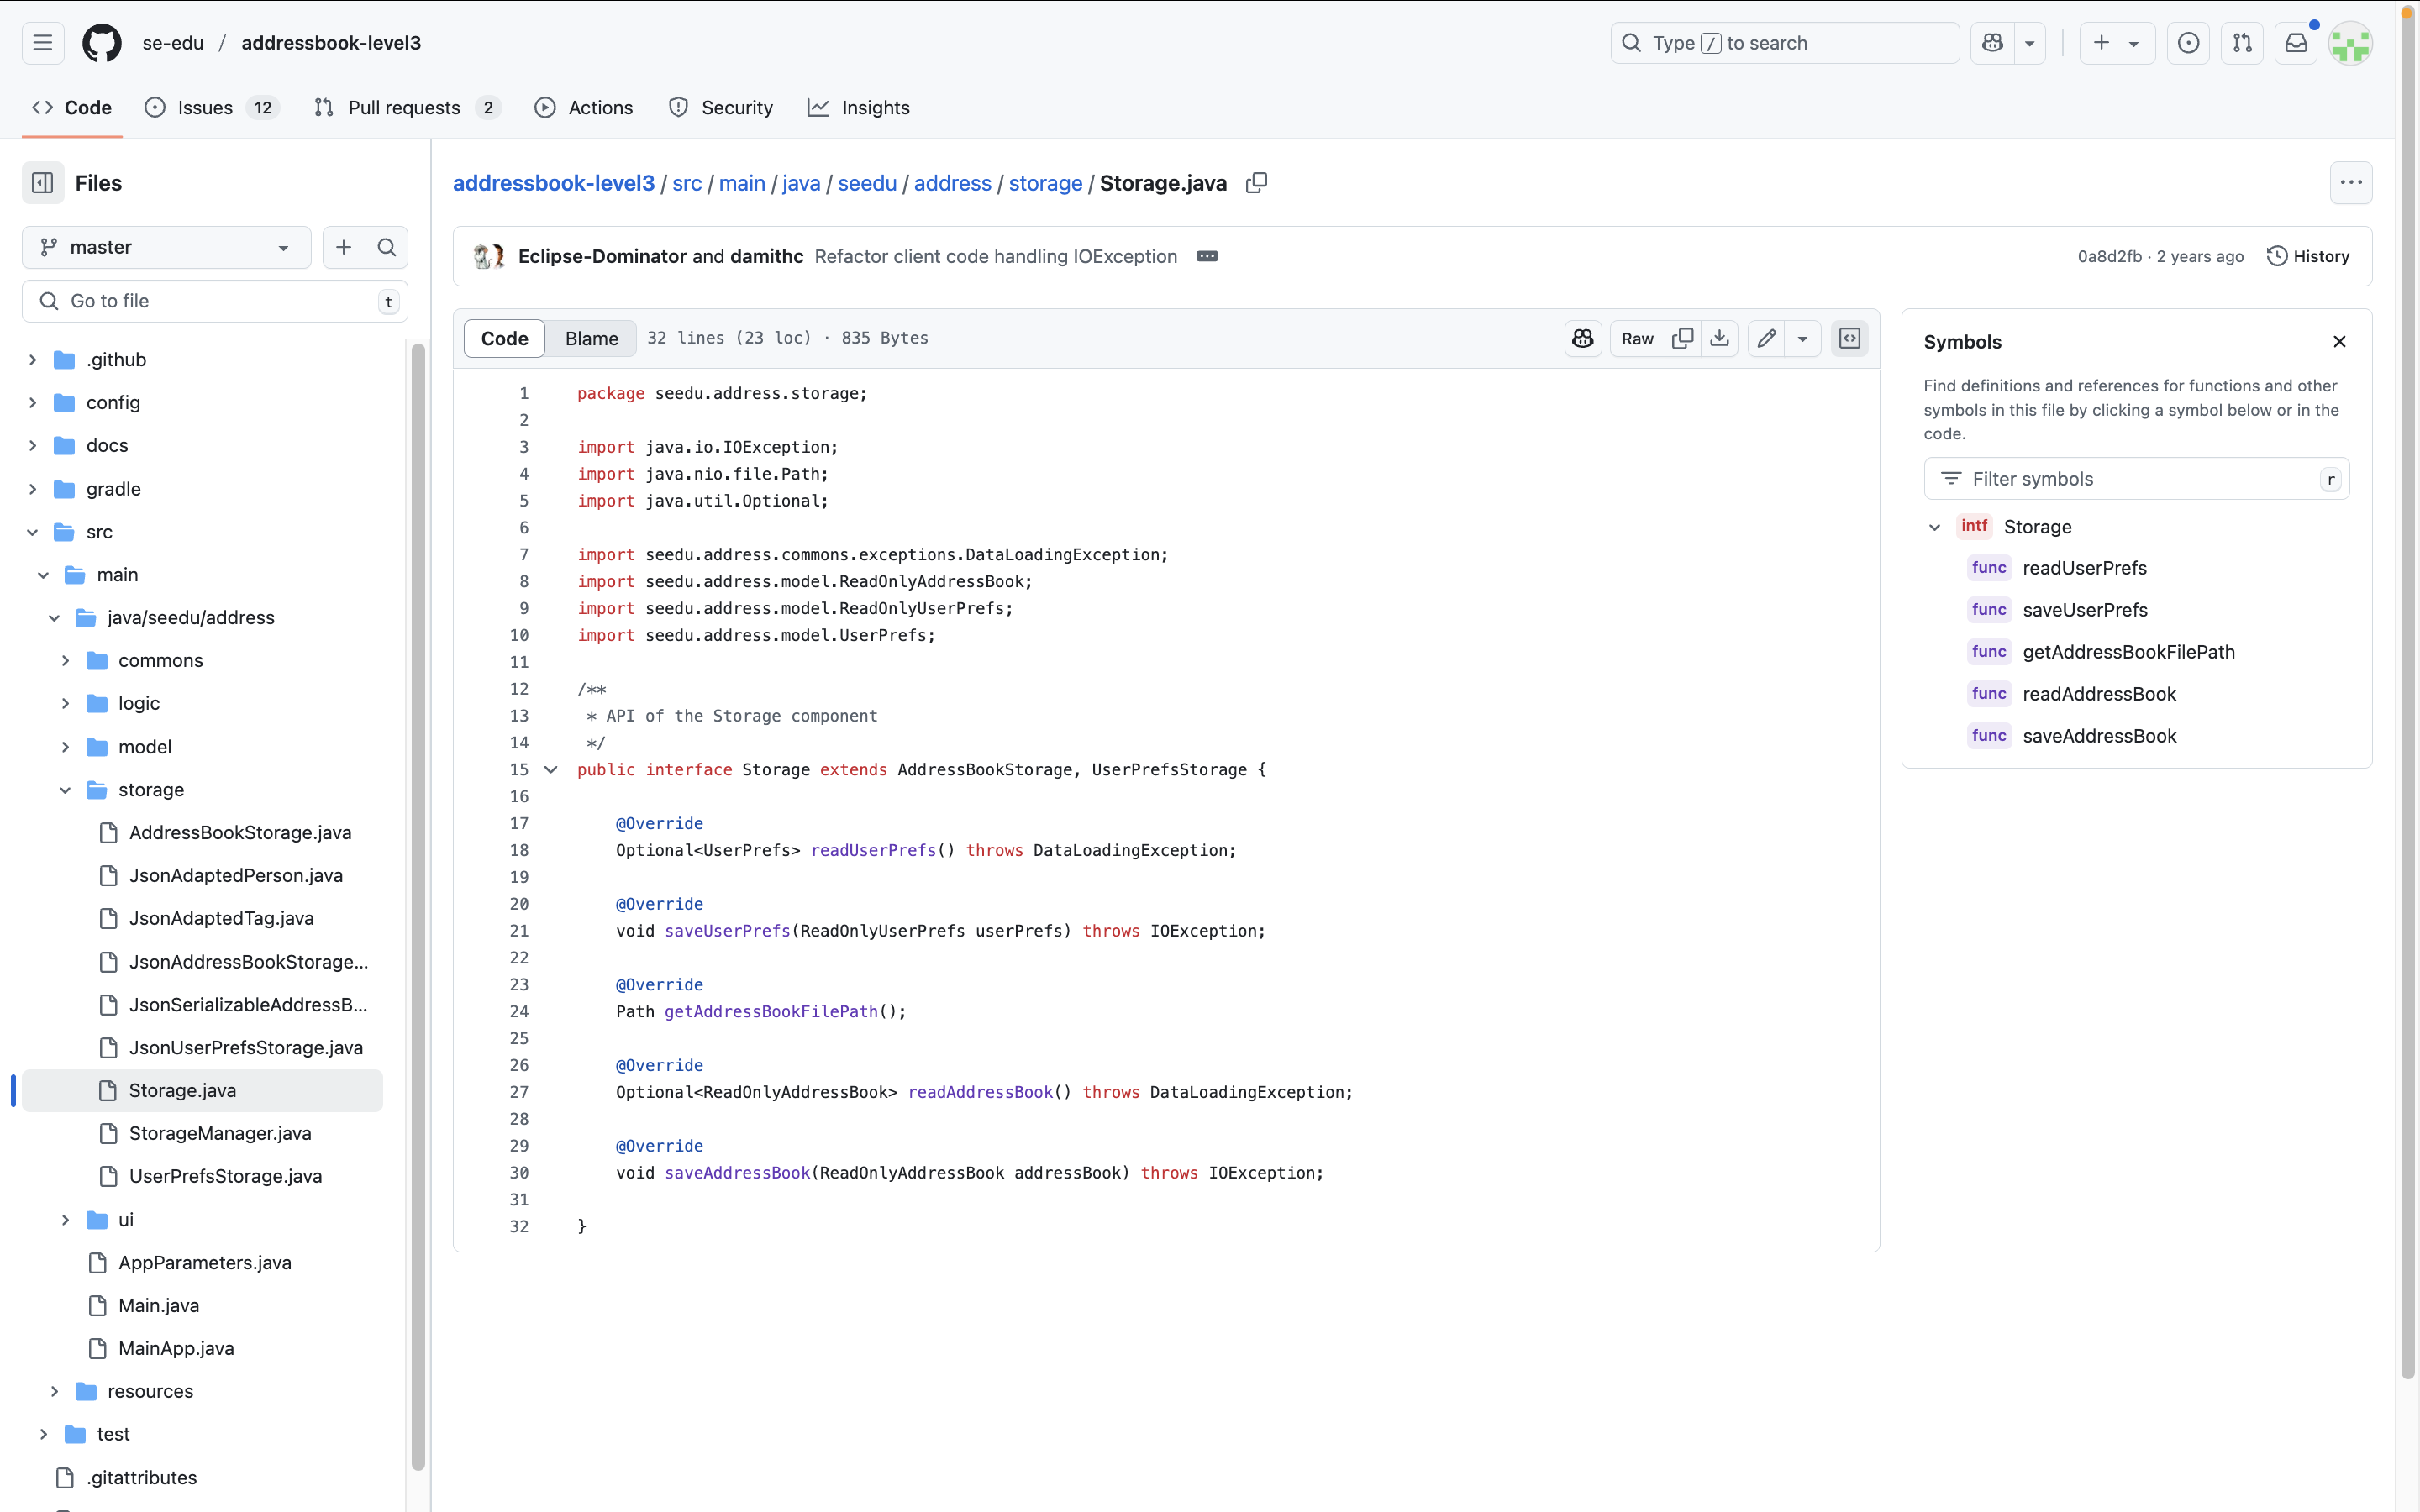 se-edu / addressbook-level3
Type / to search
Code
Issues 12
Pull requests 2
Actions
Security
Insights
Files
master
Go to file t
.github
config
docs
gradle
src
main
java/seedu/address
commons
logic
model
storage
AddressBookStorage.java
JsonAdaptedPerson.java
JsonAdaptedTag.java
JsonAddressBookStorage...
JsonSerializableAddressB...
JsonUserPrefsStorage.java
Storage.java
StorageManager.java
UserPrefsStorage.java
ui
AppParameters.java
Main.java
MainApp.java
resources
test
.gitattributes
addressbook-level3 / src / main / java / seedu / address / storage / Storage.java
Eclipse-Dominator and damithc Refactor client code handling IOException
0a8d2fb · 2 years ago
History
Code Blame 32 lines (23 loc) · 835 Bytes
Raw
1 package seedu.address.storage;
2
3 import java.io.IOException;
4 import java.nio.file.Path;
5 import java.util.Optional;
6
7 import seedu.address.commons.exceptions.DataLoadingException;
8 import seedu.address.model.ReadOnlyAddressBook;
9 import seedu.address.model.ReadOnlyUserPrefs;
10 import seedu.address.model.UserPrefs;
11
12 /**
13 * API of the Storage component
14 */
15 public interface Storage extends AddressBookStorage, UserPrefsStorage {
16
17 @Override
18 Optional<UserPrefs> readUserPrefs() throws DataLoadingException;
19
20 @Override
21 void saveUserPrefs(ReadOnlyUserPrefs userPrefs) throws IOException;
22
23 @Override
24 Path getAddressBookFilePath();
25
26 @Override
27 Optional<ReadOnlyAddressBook> readAddressBook() throws DataLoadingException;
28
29 @Override
30 void saveAddressBook(ReadOnlyAddressBook addressBook) throws IOException;
31
32 }
Symbols
Find definitions and references for functions and other
symbols in this file by clicking a symbol below or in the
code.
Filter symbols r
intf Storage
func readUserPrefs
func saveUserPrefs
func getAddressBookFilePath
func readAddressBook
func saveAddressBook